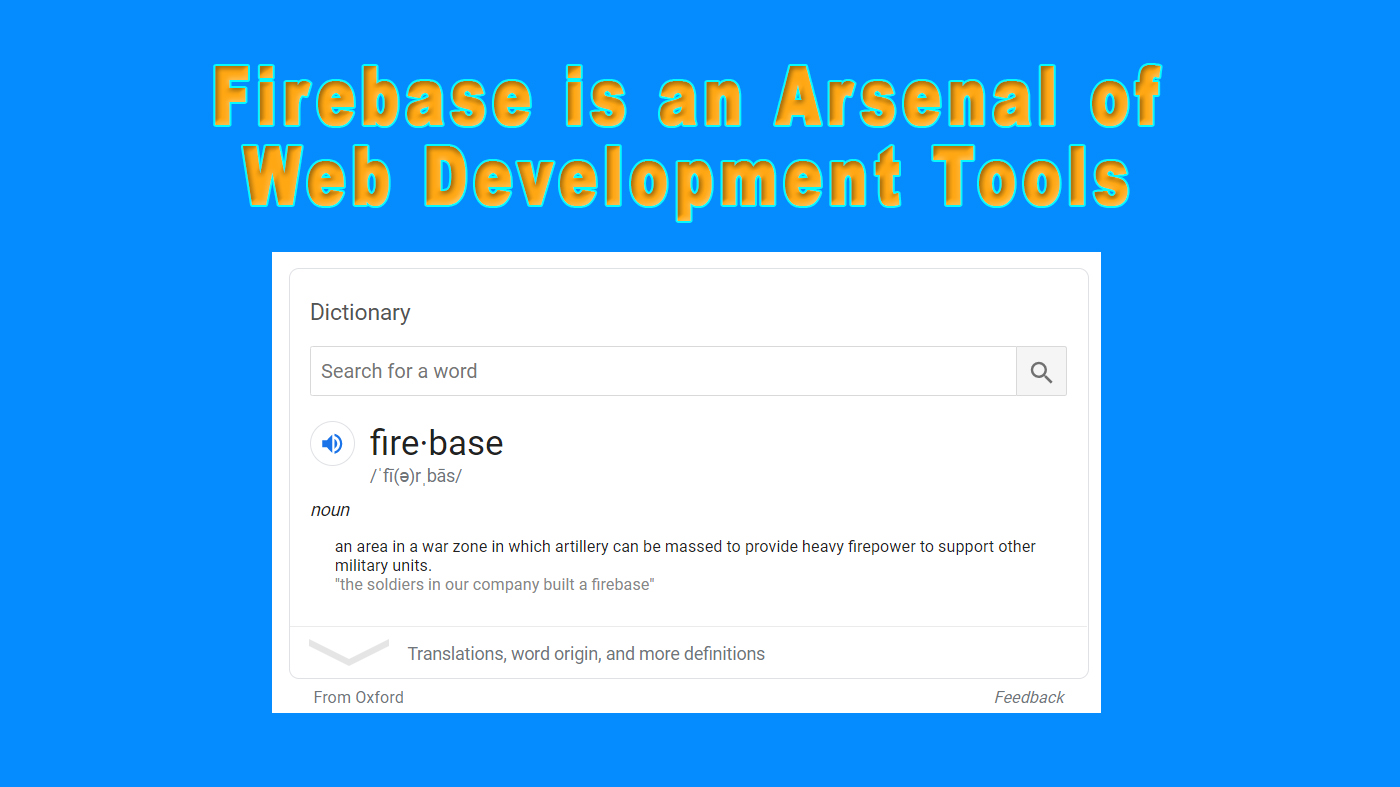 Firebase is an Arsenal of
Web Development Tools
Dictionary
Search for a word
fire·base
/ˈfī(ə)rˌbās/
noun
an area in a war zone in which artillery can be massed to provide heavy firepower to support other
military units.
"the soldiers in our company built a firebase"
Translations, word origin, and more definitions
From Oxford
Feedback